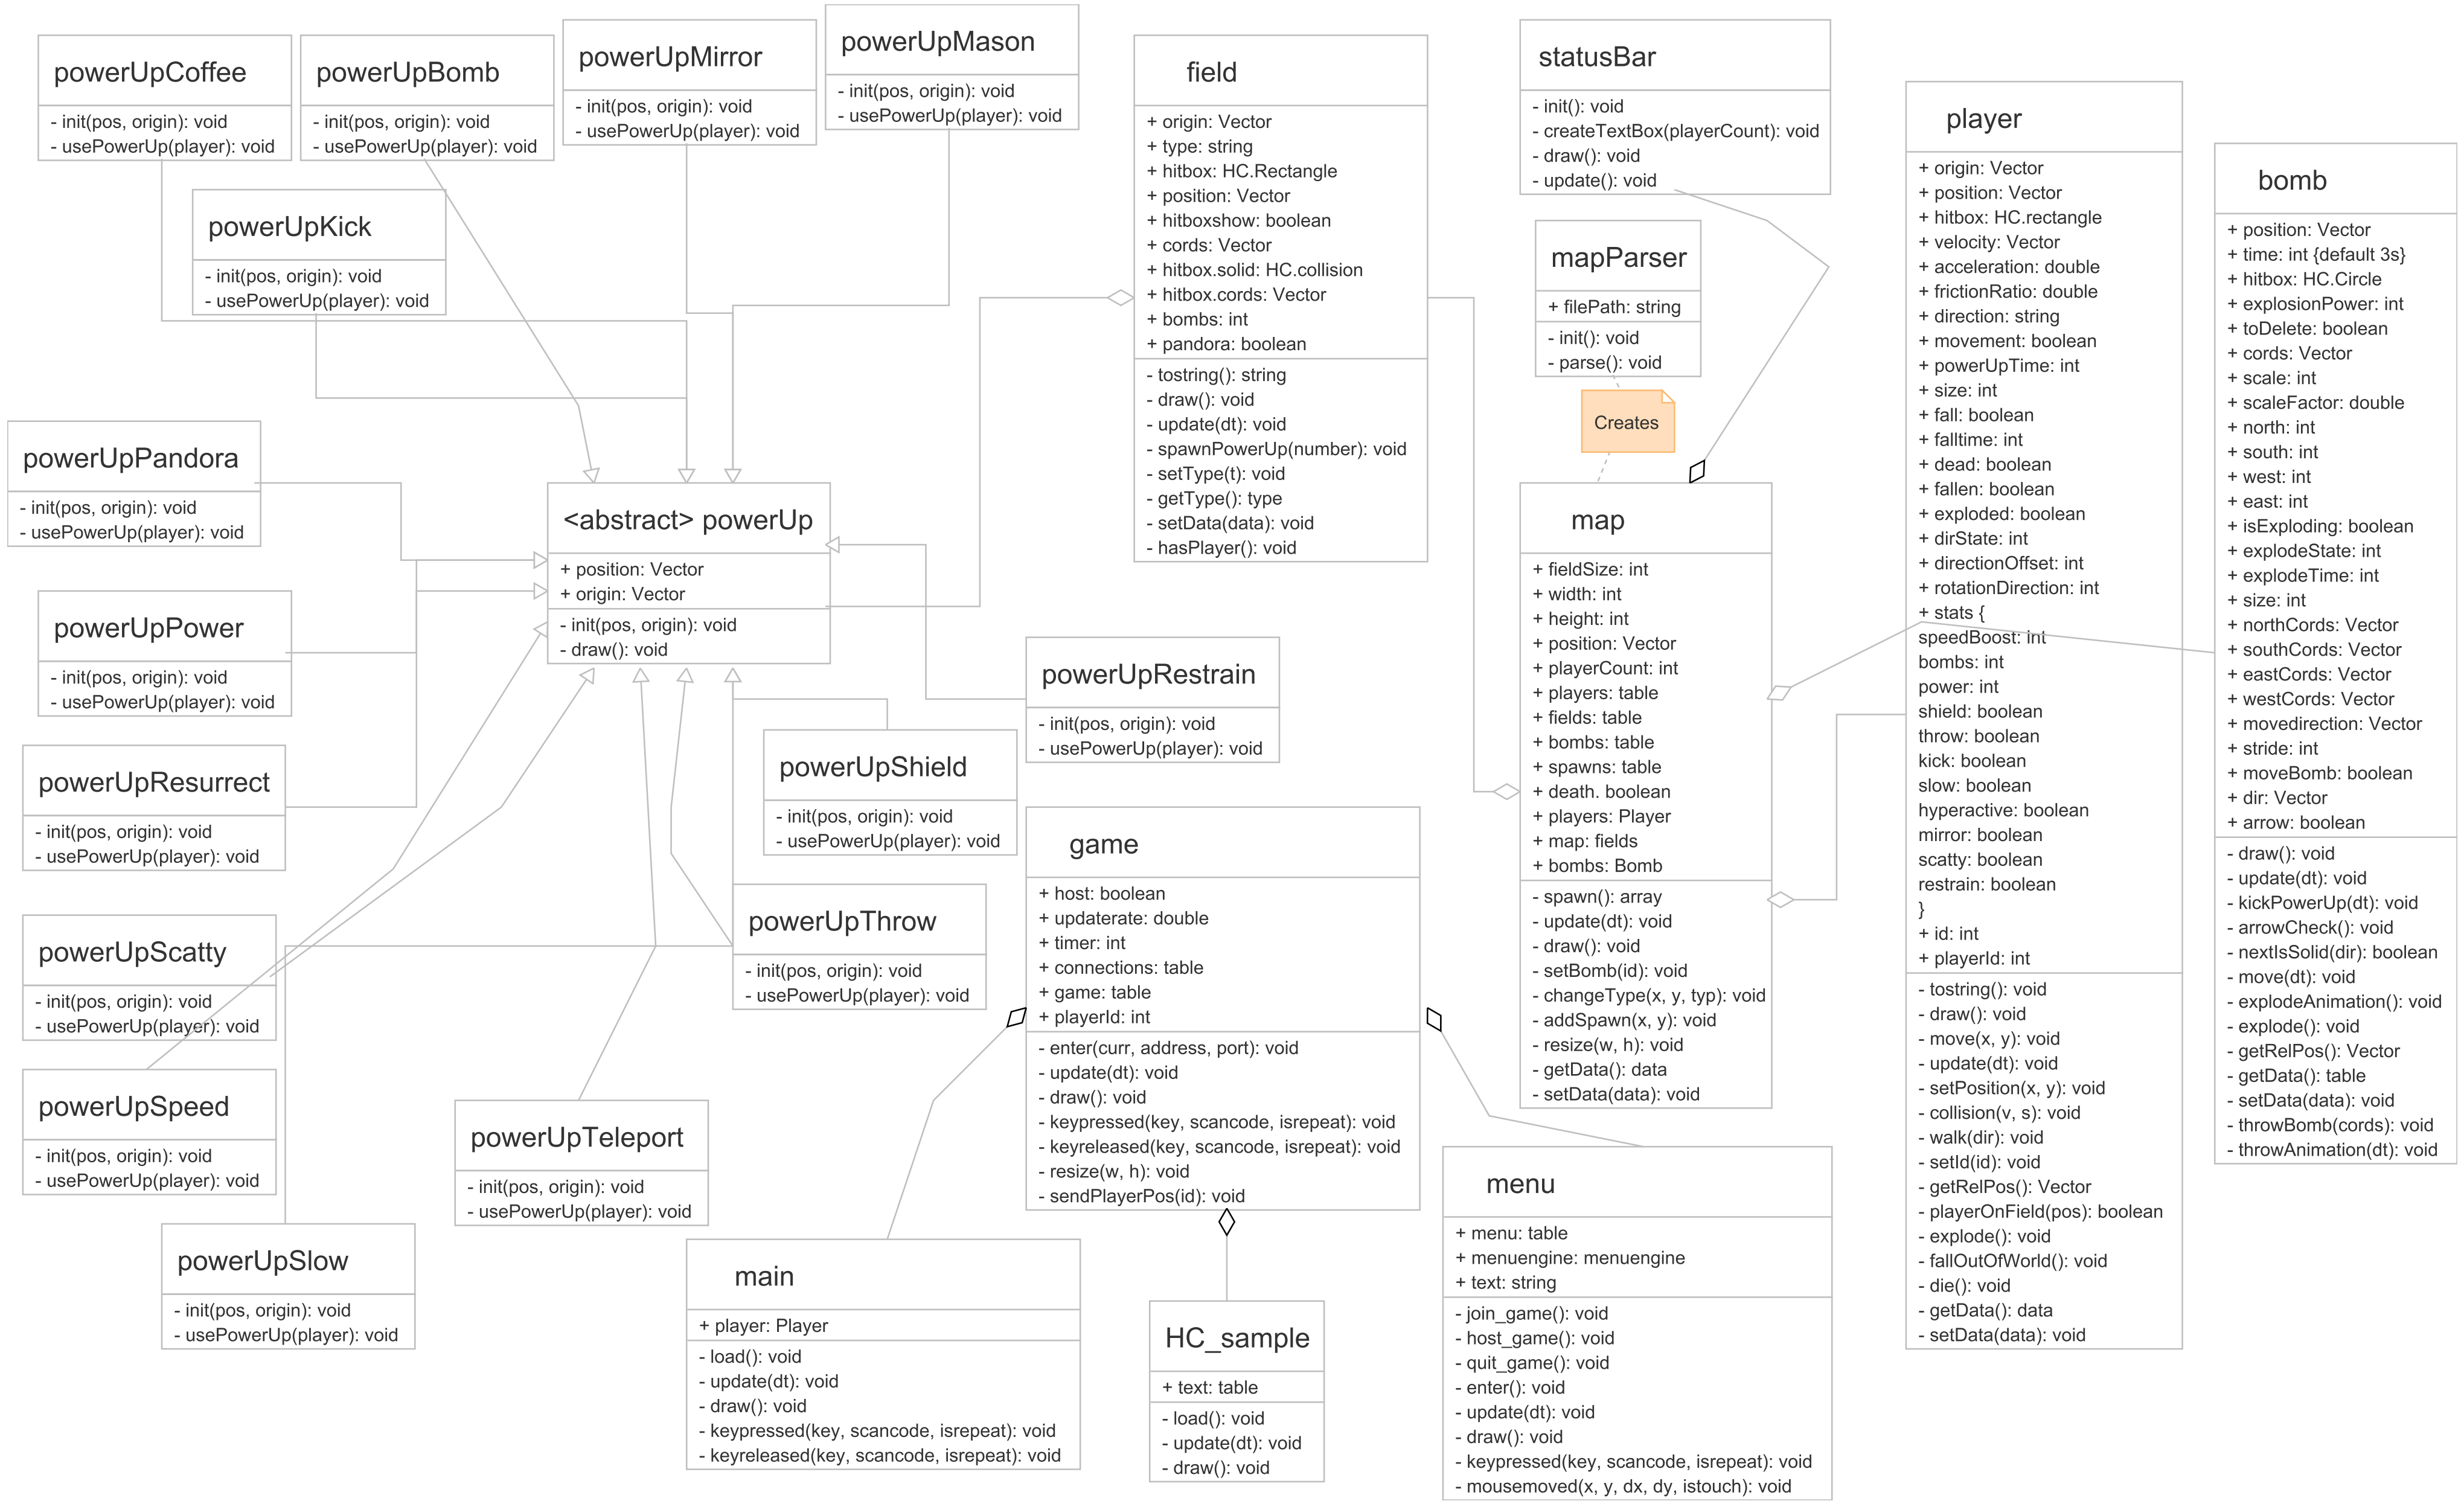 powerUpCoffee
- init(pos, origin): void
- usePowerUp(player): void
powerUpBomb
- init(pos, origin): void
- usePowerUp(player): void
powerUpMirror
- init(pos, origin): void
- usePowerUp(player): void
powerUpMason
- init(pos, origin): void
- usePowerUp(player): void
powerUpKick
- init(pos, origin): void
- usePowerUp(player): void
powerUpPandora
- init(pos, origin): void
- usePowerUp(player): void
powerUpPower
- init(pos, origin): void
- usePowerUp(player): void
powerUpResurrect
- init(pos, origin): void
- usePowerUp(player): void
powerUpScatty
- init(pos, origin): void
- usePowerUp(player): void
powerUpSpeed
- init(pos, origin): void
- usePowerUp(player): void
powerUpSlow
- init(pos, origin): void
- usePowerUp(player): void
powerUpTeleport
- init(pos, origin): void
- usePowerUp(player): void
<abstract> powerUp
+ position: Vector
+ origin: Vector
- init(pos, origin): void
- draw(): void
powerUpShield
- init(pos, origin): void
- usePowerUp(player): void
powerUpThrow
- init(pos, origin): void
- usePowerUp(player): void
powerUpRestrain
- init(pos, origin): void
- usePowerUp(player): void
field
+ origin: Vector
+ type: string
+ hitbox: HC.Rectangle
+ position: Vector
+ hitboxshow: boolean
+ cords: Vector
+ hitbox.solid: HC.collision
+ hitbox.cords: Vector
+ bombs: int
+ pandora: boolean
- tostring(): string
- draw(): void
- update(dt): void
- spawnPowerUp(number): void
- setType(t): void
- getType(): type
- setData(data): void
- hasPlayer(): void
game
+ host: boolean
+ updaterate: double
+ timer: int
+ connections: table
+ game: table
+ playerId: int
- enter(curr, address, port): void
- update(dt): void
- draw(): void
- keypressed(key, scancode, isrepeat): void
- keyreleased(key, scancode, isrepeat): void
- resize(w, h): void
- sendPlayerPos(id): void
main
+ player: Player
- load(): void
- update(dt): void
- draw(): void
- keypressed(key, scancode, isrepeat): void
- keyreleased(key, scancode, isrepeat): void
HC_sample
+ text: table
- load(): void
- update(dt): void
- draw(): void
statusBar
- init(): void
- createTextBox(playerCount): void
- draw(): void
- update(): void
mapParser
+ filePath: string
- init(): void
- parse(): void
Creates
map
+ fieldSize: int
+ width: int
+ height: int
+ position: Vector
+ playerCount: int
+ players: table
+ fields: table
+ bombs: table
+ spawns: table
+ death. boolean
+ players: Player
+ map: fields
+ bombs: Bomb
- spawn(): array
- update(dt): void
- draw(): void
- setBomb(id): void
- changeType(x, y, typ): void
- addSpawn(x, y): void
- resize(w, h): void
- getData(): data
- setData(data): void
menu
+ menu: table
+ menuengine: menuengine
+ text: string
- join_game(): void
- host_game(): void
- quit_game(): void
- enter(): void
- update(dt): void
- draw(): void
- keypressed(key, scancode, isrepeat): void
- mousemoved(x, y, dx, dy, istouch): void
player
+ origin: Vector
+ position: Vector
+ hitbox: HC.rectangle
+ velocity: Vector
+ acceleration: double
+ frictionRatio: double
+ direction: string
+ movement: boolean
+ powerUpTime: int
+ size: int
+ fall: boolean
+ falltime: int
+ dead: boolean
+ fallen: boolean
+ exploded: boolean
+ dirState: int
+ directionOffset: int
+ rotationDirection: int
+ stats {
speedBoost: int
bombs: int
power: int
shield: boolean
throw: boolean
kick: boolean
slow: boolean
hyperactive: boolean
mirror: boolean
scatty: boolean
restrain: boolean
}
+ id: int
+ playerId: int
- tostring(): void
- draw(): void
- move(x, y): void
- update(dt): void
- setPosition(x, y): void
- collision(v, s): void
- walk(dir): void
- setId(id): void
- getRelPos(): Vector
- playerOnField(pos): boolean
- explode(): void
- fallOutOfWorld(): void
- die(): void
- getData(): data
- setData(data): void
bomb
+ position: Vector
+ time: int {default 3s}
+ hitbox: HC.Circle
+ explosionPower: int
+ toDelete: boolean
+ cords: Vector
+ scale: int
+ scaleFactor: double
+ north: int
+ south: int
+ west: int
+ east: int
+ isExploding: boolean
+ explodeState: int
+ explodeTime: int
+ size: int
+ northCords: Vector
+ southCords: Vector
+ eastCords: Vector
+ westCords: Vector
+ movedirection: Vector
+ stride: int
+ moveBomb: boolean
+ dir: Vector
+ arrow: boolean
- draw(): void
- update(dt): void
- kickPowerUp(dt): void
- arrowCheck(): void
- nextIsSolid(dir): boolean
- move(dt): void
- explodeAnimation(): void
- explode(): void
- getRelPos(): Vector
- getData(): table
- setData(data): void
- throwBomb(cords): void
- throwAnimation(dt): void